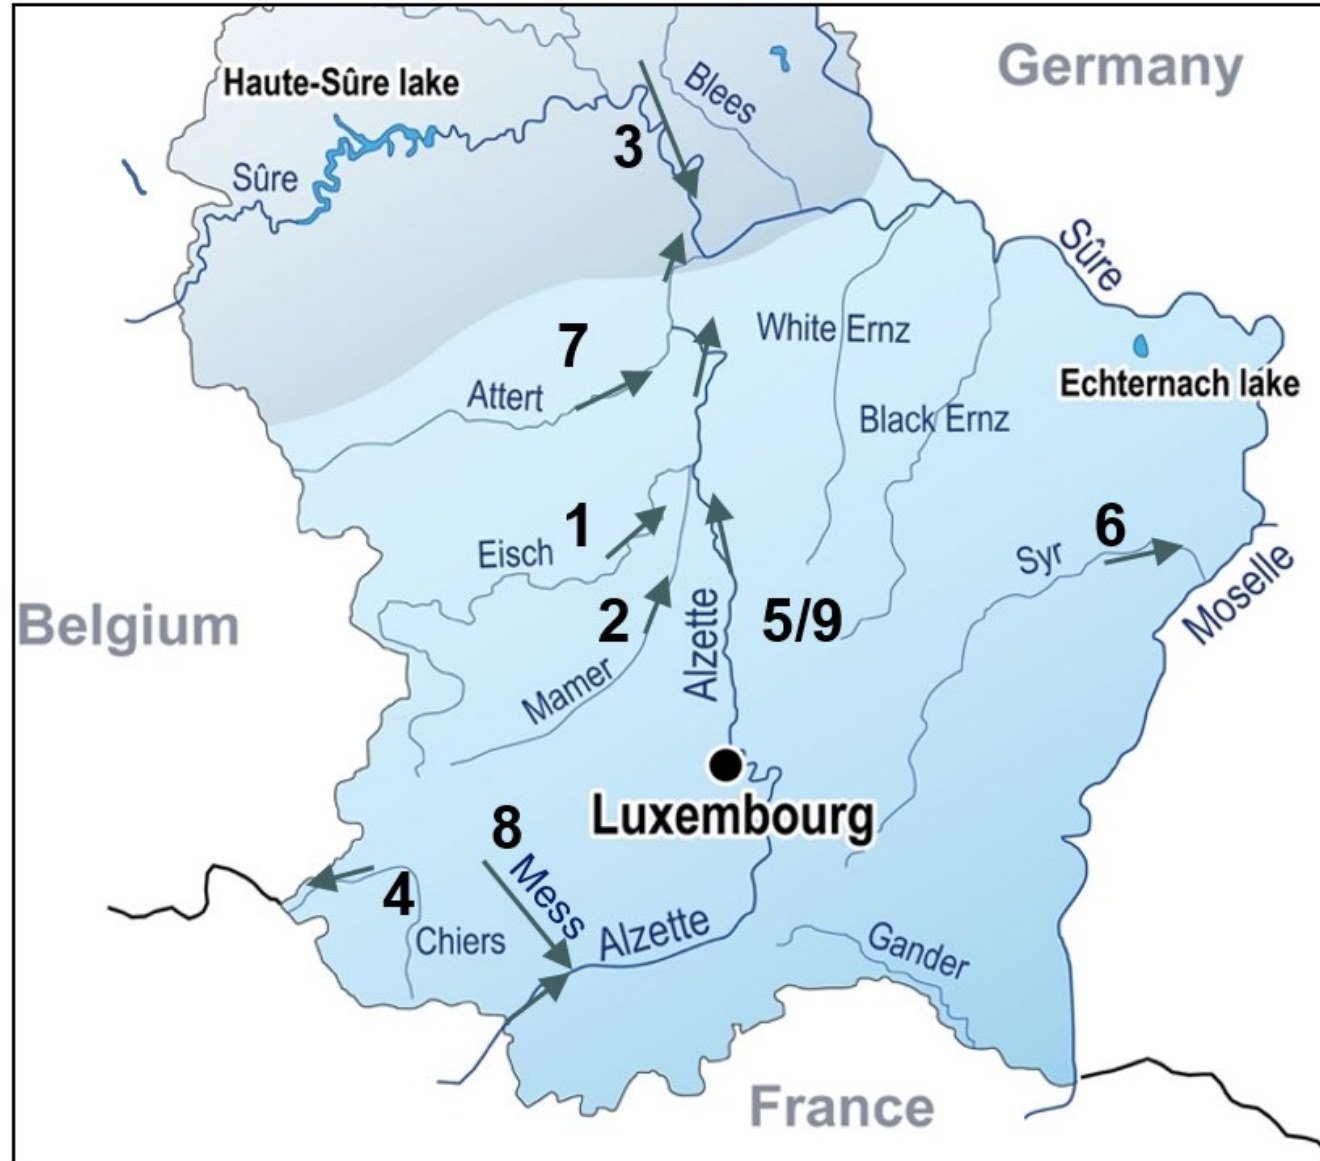 Germany
Haute-Sûre lake
Blees
3
Sûre
Sûre
7
White Ernz
Attert
Echternach lake
Black Ernz
1
6
Eisch
Syr
Belgium
2
Alzette
5/9
Moselle
Mamer
Luxembourg
8
Mess
4
Chiers
Alzette
Gander
France